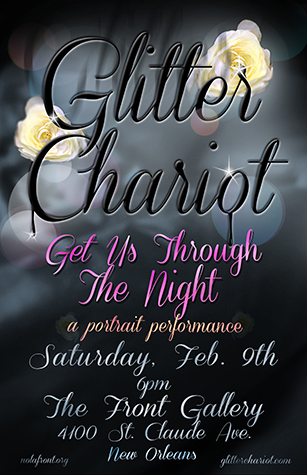 Glitter
Chariot
Get Us Through
The Night
a portrait performance
Saturday, Feb. 9th
6pm
The Front Gallery
4100 St. Claude Ave.
New Orleans
nolafront.org
glitterchariot.com